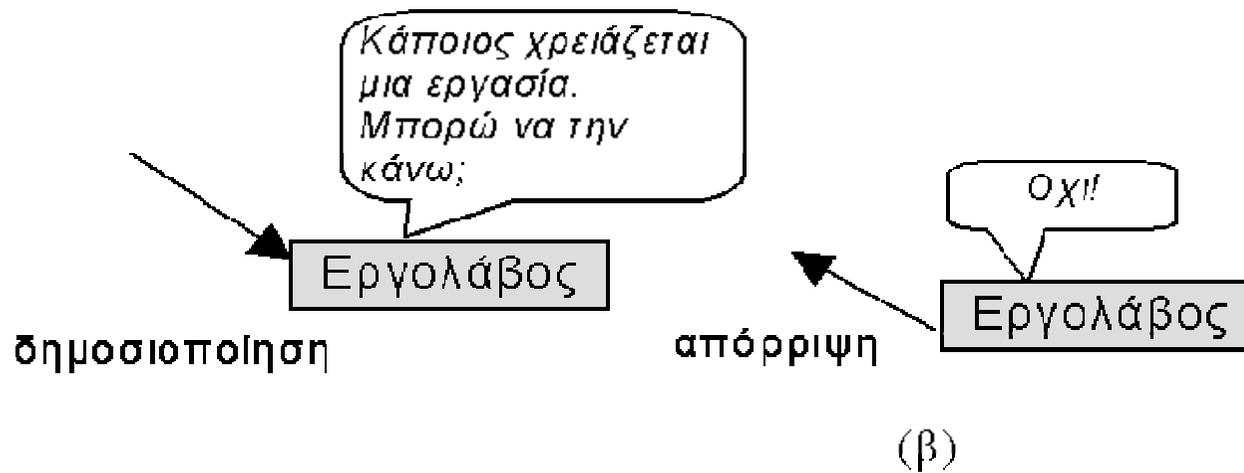 Κάποιος χρειάζεται
μια εργασία.
Μπορώ να την
κάνω;
Εργολάβος
δημοσιοποίηση
Οχι!
Εργολάβος
απόρριψη
(β)